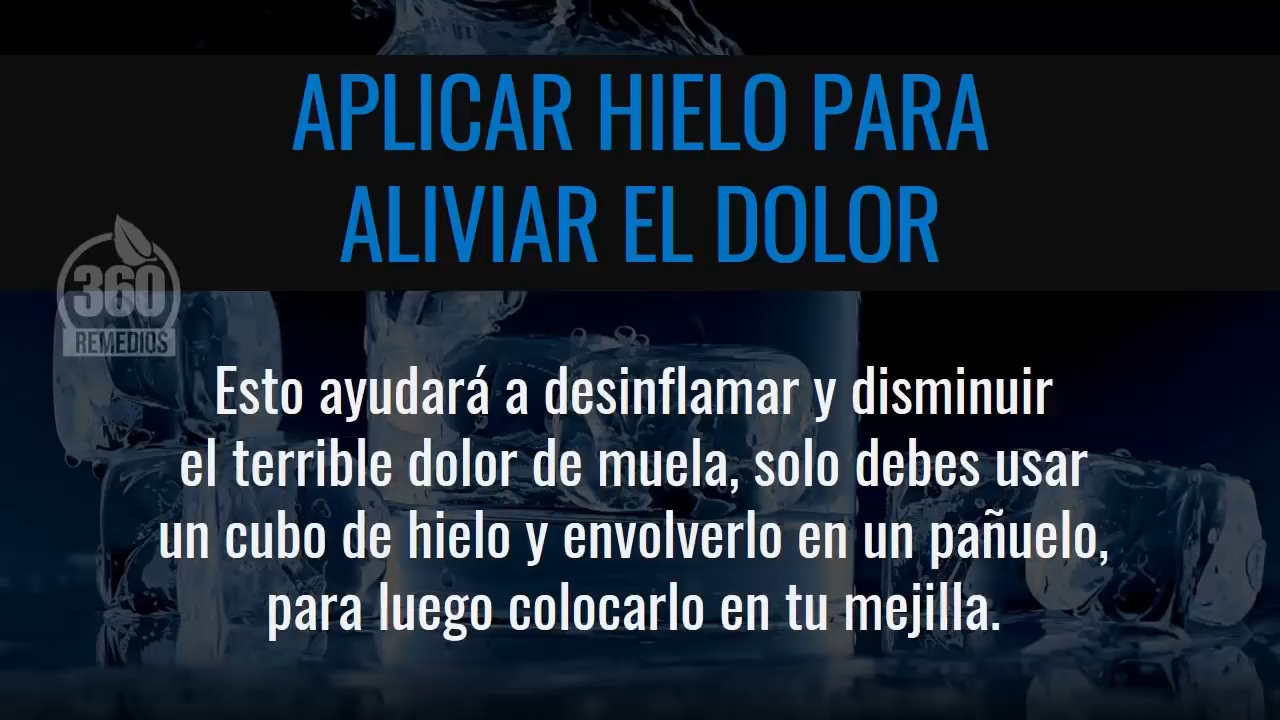 APLICAR HIELO PARA
ALIVIAR EL DOLOR
360
REMEDIOS
Esto ayudará a desinflamar y disminuir
el terrible dolor de muela, solo debes usar
un cubo de hielo y envolverlo en un pañuelo,
para luego colocarlo en tu mejilla.